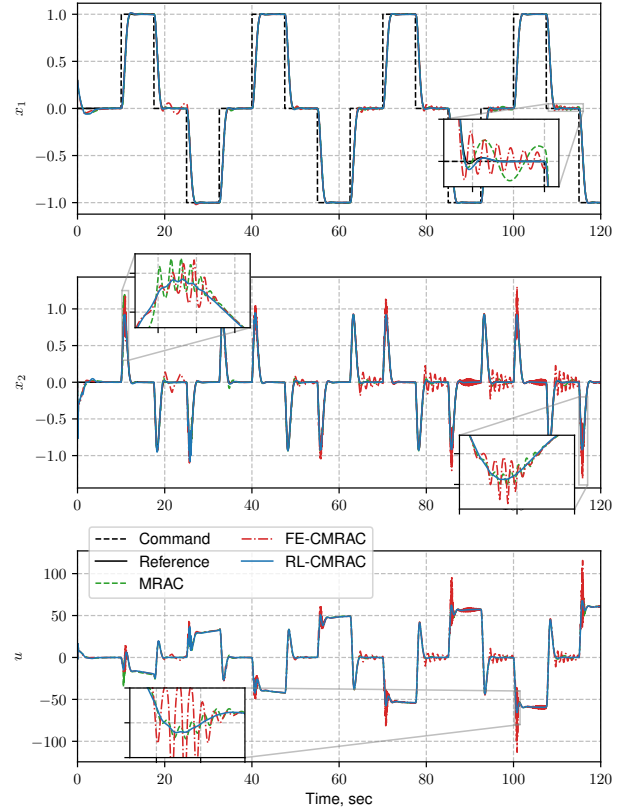 1.0
0.5
0.0
−0.5
−1.0
x₁
0 20 40 60 80 100 120
1.0
0.5
0.0
−0.5
−1.0
x₂
0 20 40 60 80 100 120
Command
Reference
MRAC
FE-CMRAC
RL-CMRAC
100
50
0
−50
−100
u
0 20 40 60 80 100 120
Time, sec